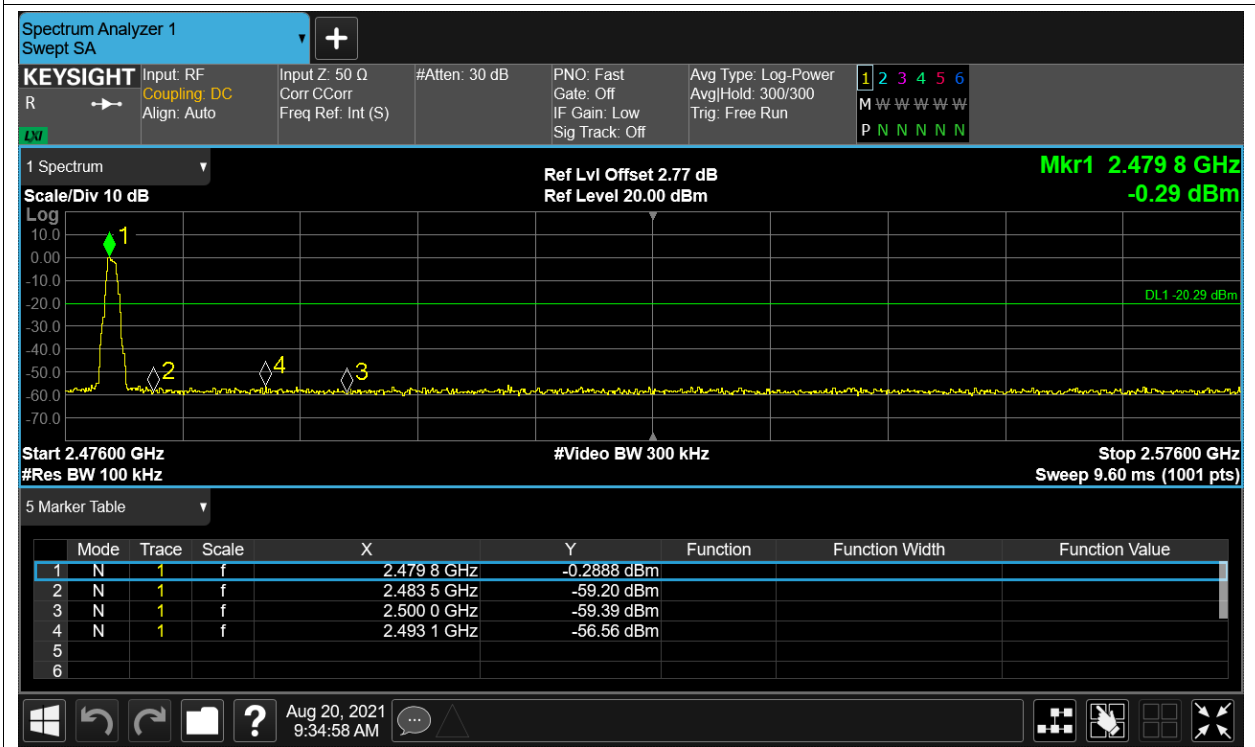 Spectrum Analyzer 1
Swept SA
KEYSIGHT Input: RF Input Z: 50 Ω #Atten: 30 dB PNO: Fast Avg Type: Log-Power 1 2 3 4 5 6
R Coupling: DC Corr CCorr Gate: Off Avg|Hold: 300/300
Align: Auto Freq Ref: Int (S) IF Gain: Low Trig: Free Run M W W W W W
LXI Sig Track: Off P N N N N N
1 Spectrum Ref Lvl Offset 2.77 dB Mkr1 2.479 8 GHz
Scale/Div 10 dB Ref Level 20.00 dBm -0.29 dBm
Log
10.0
0.00
-10.0
-20.0
-30.0
-40.0
-50.0
-60.0
-70.0
1
DL1 -20.29 dBm
2 4 3
Start 2.47600 GHz #Video BW 300 kHz Stop 2.57600 GHz
#Res BW 100 kHz Sweep 9.60 ms (1001 pts)
5 Marker Table
Mode Trace Scale X Y Function Function Width Function Value
1 N 1 f 2.479 8 GHz -0.2888 dBm
2 N 1 f 2.483 5 GHz -59.20 dBm
3 N 1 f 2.500 0 GHz -59.39 dBm
4 N 1 f 2.493 1 GHz -56.56 dBm
5
6
? Aug 20, 2021
9:34:58 AM